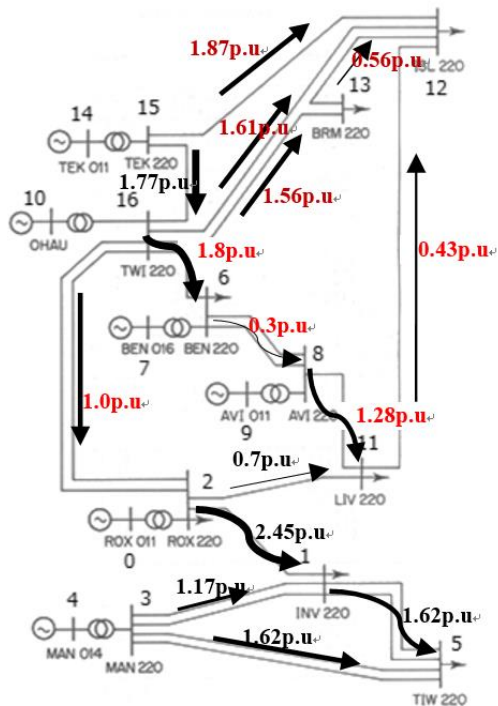 1.87p.u
0.56p.u
220
12
13
BRM 220
14
15
TEK 011
TEK 220
1.61p.u
1.77p.u
1.56p.u
10
16
OHAU
TWI 220
1.8p.u
0.43p.u
6
BEN 016
BEN 220
7
0.3p.u
8
AVI 011
AVI 220
9
1.28p.u
1.0p.u
11
LIV 220
2
0.7p.u
ROX 011
ROX 220
0
2.45p.u
1
INV 220
1.17p.u
4
3
MAN 014
MAN 220
1.62p.u
1.62p.u
5
TIW 220